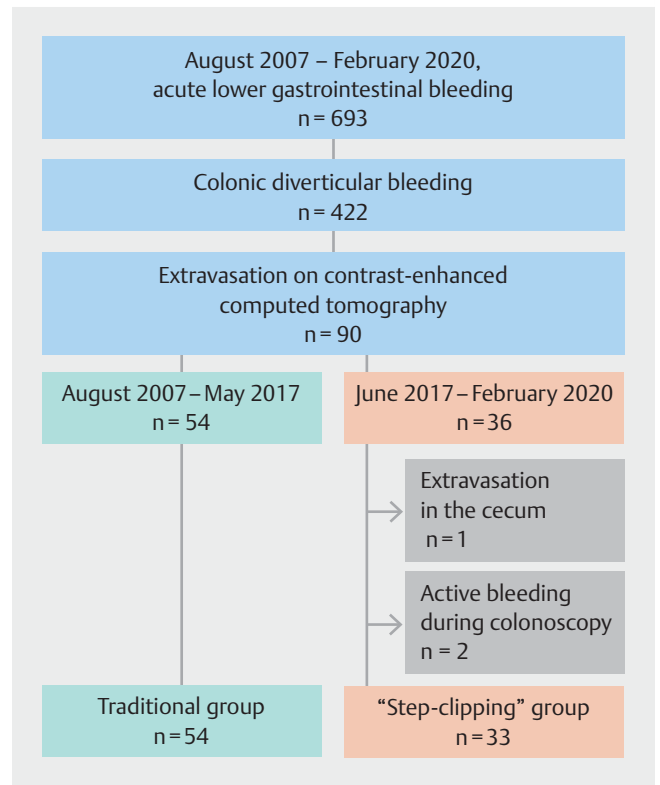 August 2007 – February 2020,
acute lower gastrointestinal bleeding
n = 693
Colonic diverticular bleeding
n = 422
Extravasation on contrast-enhanced
computed tomography
n = 90
August 2007 – May 2017
n = 54
June 2017 – February 2020
n = 36
Extravasation
in the cecum
n = 1
Active bleeding
during colonoscopy
n = 2
Traditional group
n = 54
“Step-clipping” group
n = 33